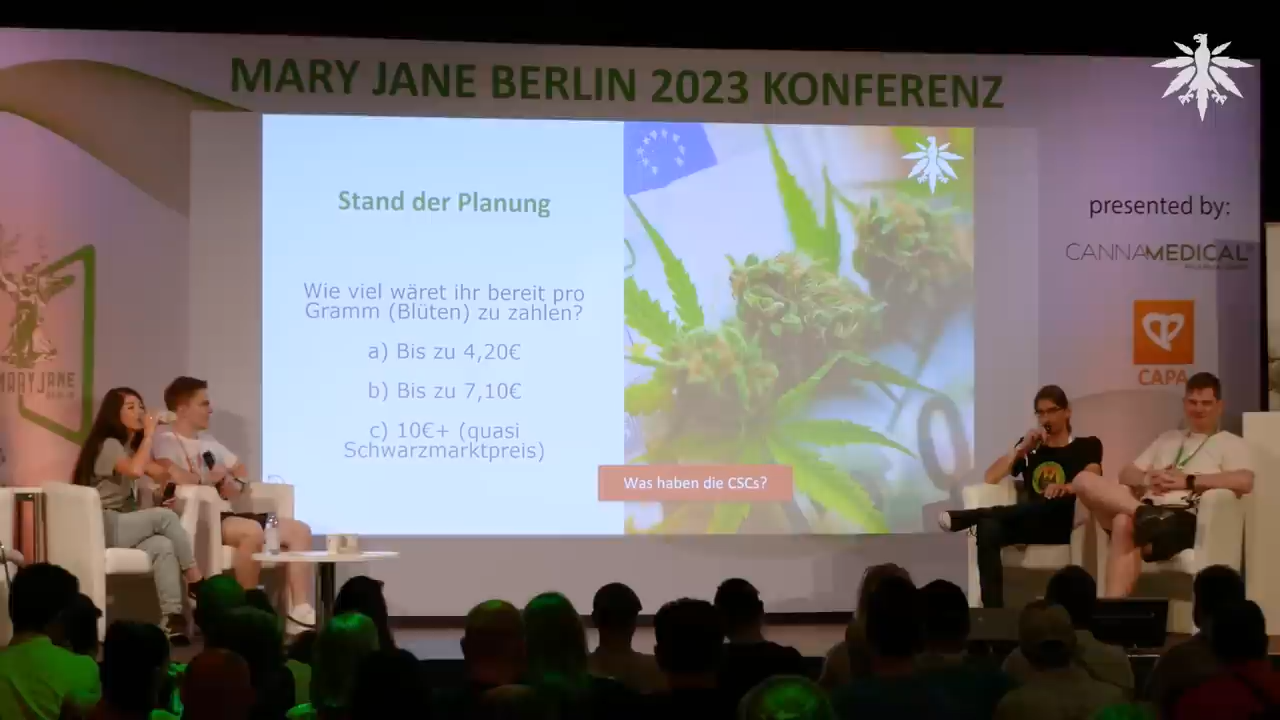 MARY JANE BERLIN 2023 KONFERENZ
Stand der Planung
Wie viel wäret ihr bereit pro
Gramm (Blüten) zu zahlen?
a) Bis zu 4,20€
b) Bis zu 7,10€
c) 10€+ (quasi
Schwarzmarktpreis)
Was haben die CSCs?
presented by:
CANNAMEDICAL
CAPA
MARY JANE
BERLIN